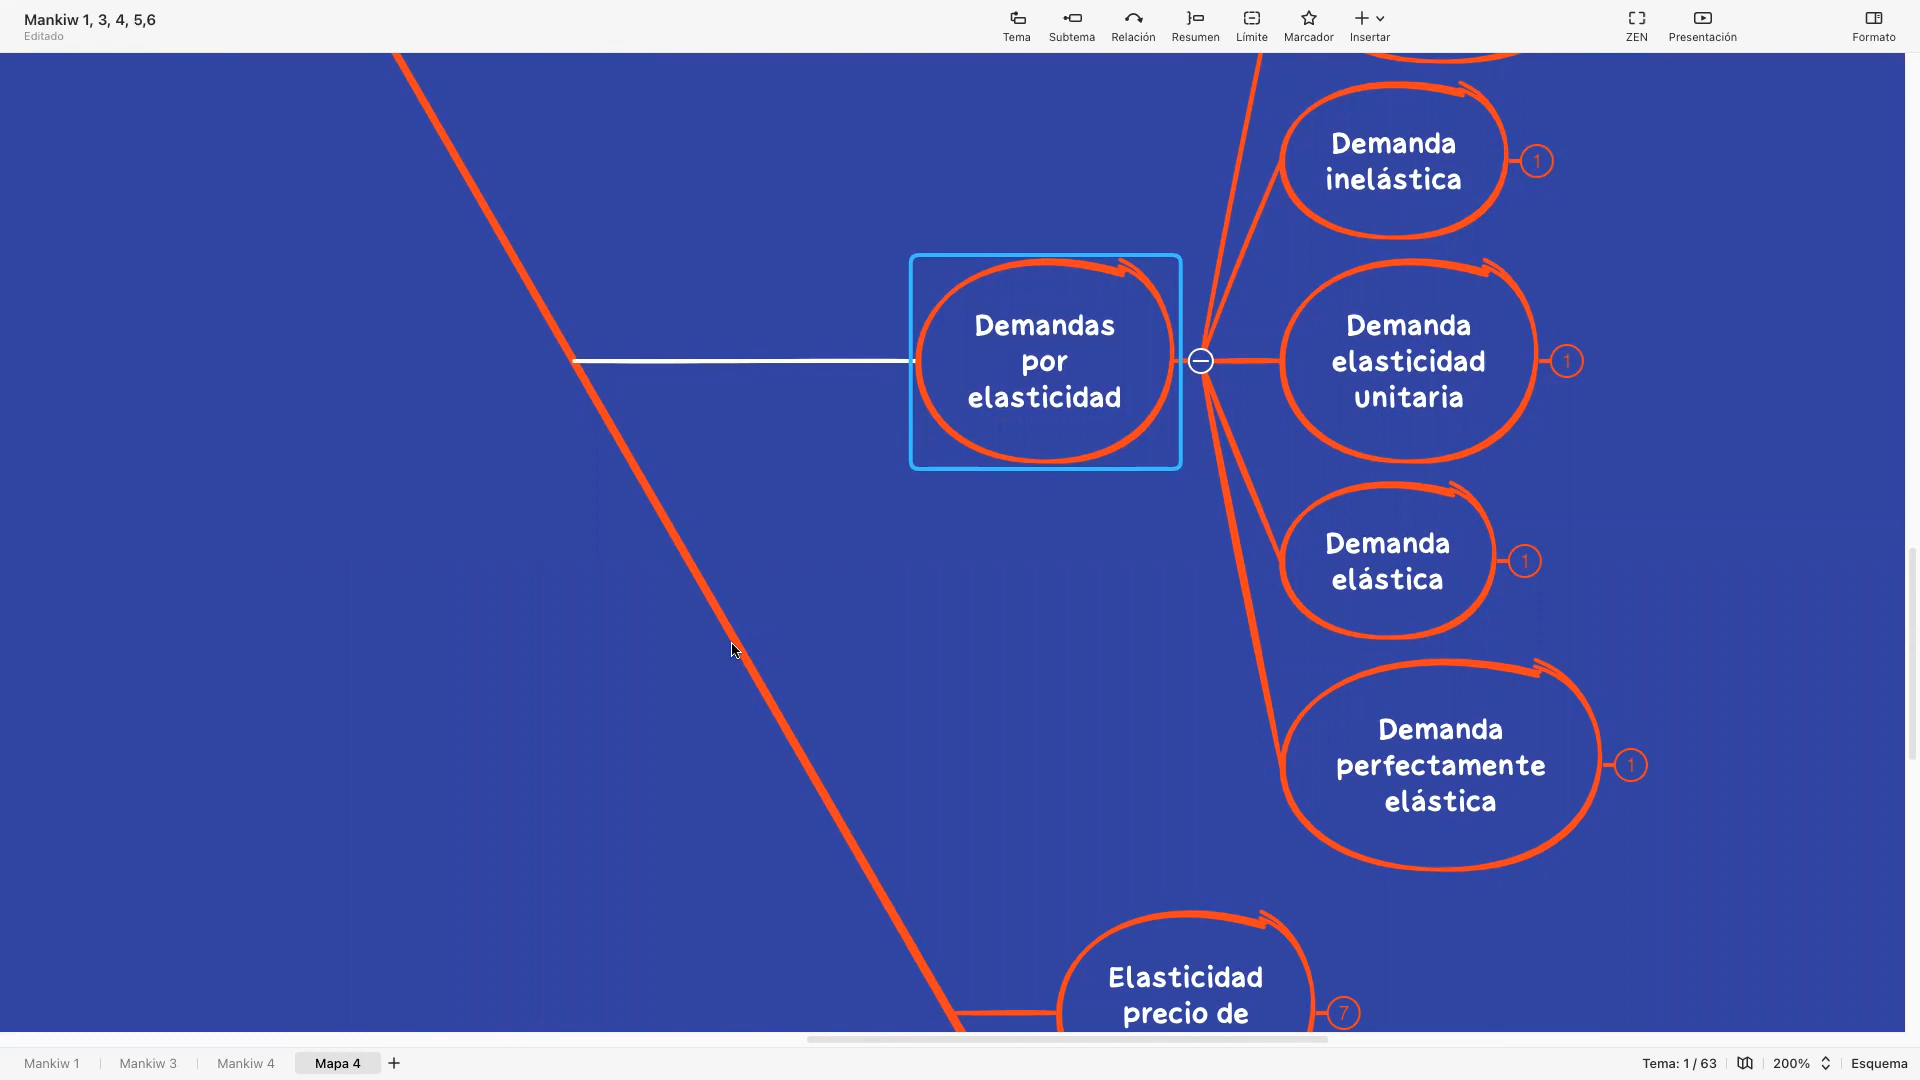 Mankiw 1, 3, 4, 5,6
Editado
Tema
Subtema
Relación
Resumen
Límite
Marcador
Insertar
ZEN
Presentación
Formato
Demanda
inelástica
1
Demandas
por
elasticidad
Demanda
elasticidad
unitaria
1
Demanda
elástica
1
Demanda
perfectamente
elástica
1
Elasticidad
precio de
7
Mankiw 1
Mankiw 3
Mankiw 4
Mapa 4
Tema: 1 / 63
200%
Esquema